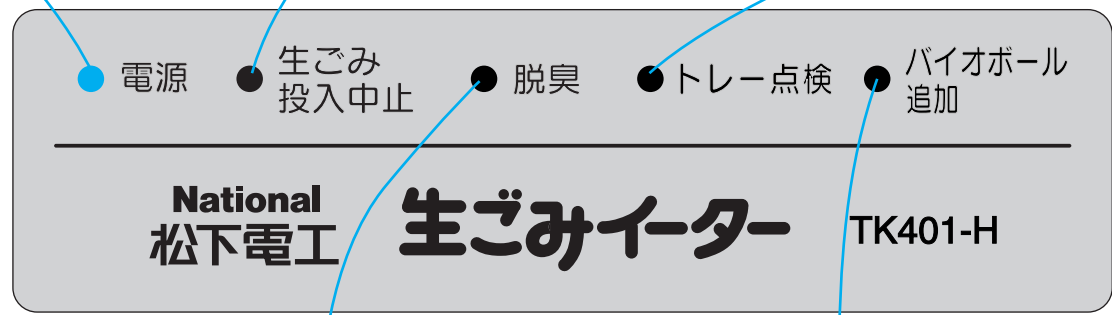 電源
生ごみ
投入中止
脱臭
トレー点検
バイオボール
追加
National
松下電工
生ごみイーター
TK401-H